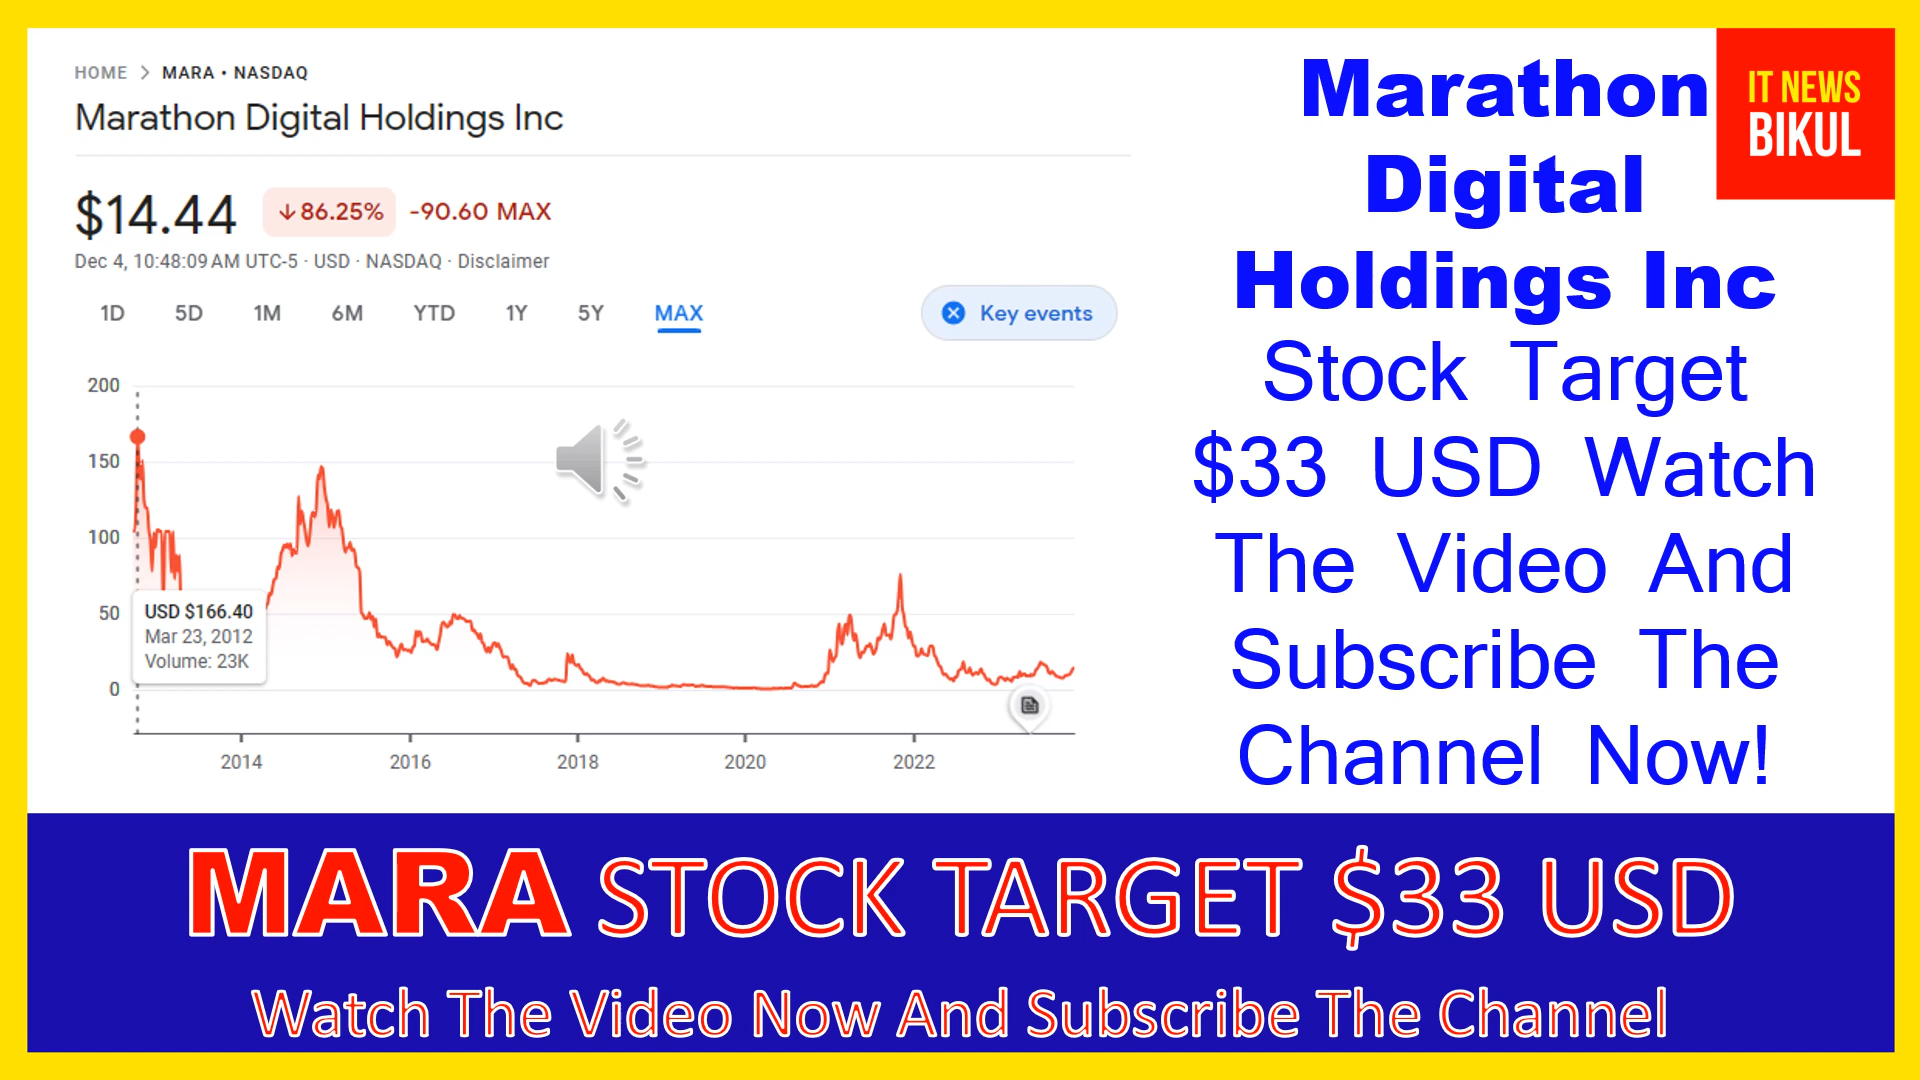 HOME > MARA • NASDAQ
Marathon Digital Holdings Inc
$14.44 ↓86.25% -90.60 MAX
Dec 4, 10:48:09 AM UTC-5 · USD · NASDAQ · Disclaimer
1D 5D 1M 6M YTD 1Y 5Y MAX Key events
200
150
100
50
0
USD $166.40
Mar 23, 2012
Volume: 23K
2014 2016 2018 2020 2022
Marathon
Digital
Holdings Inc
Stock Target
$33 USD Watch
The Video And
Subscribe The
Channel Now!
IT NEWS
BIKUL
MARA STOCK TARGET $33 USD
Watch The Video Now And Subscribe The Channel